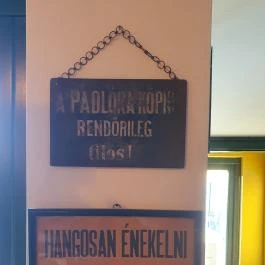 A PADLÓRA KÖPNI
RENDŐRILEG
tilos!
HANGOSAN ÉNEKELNI